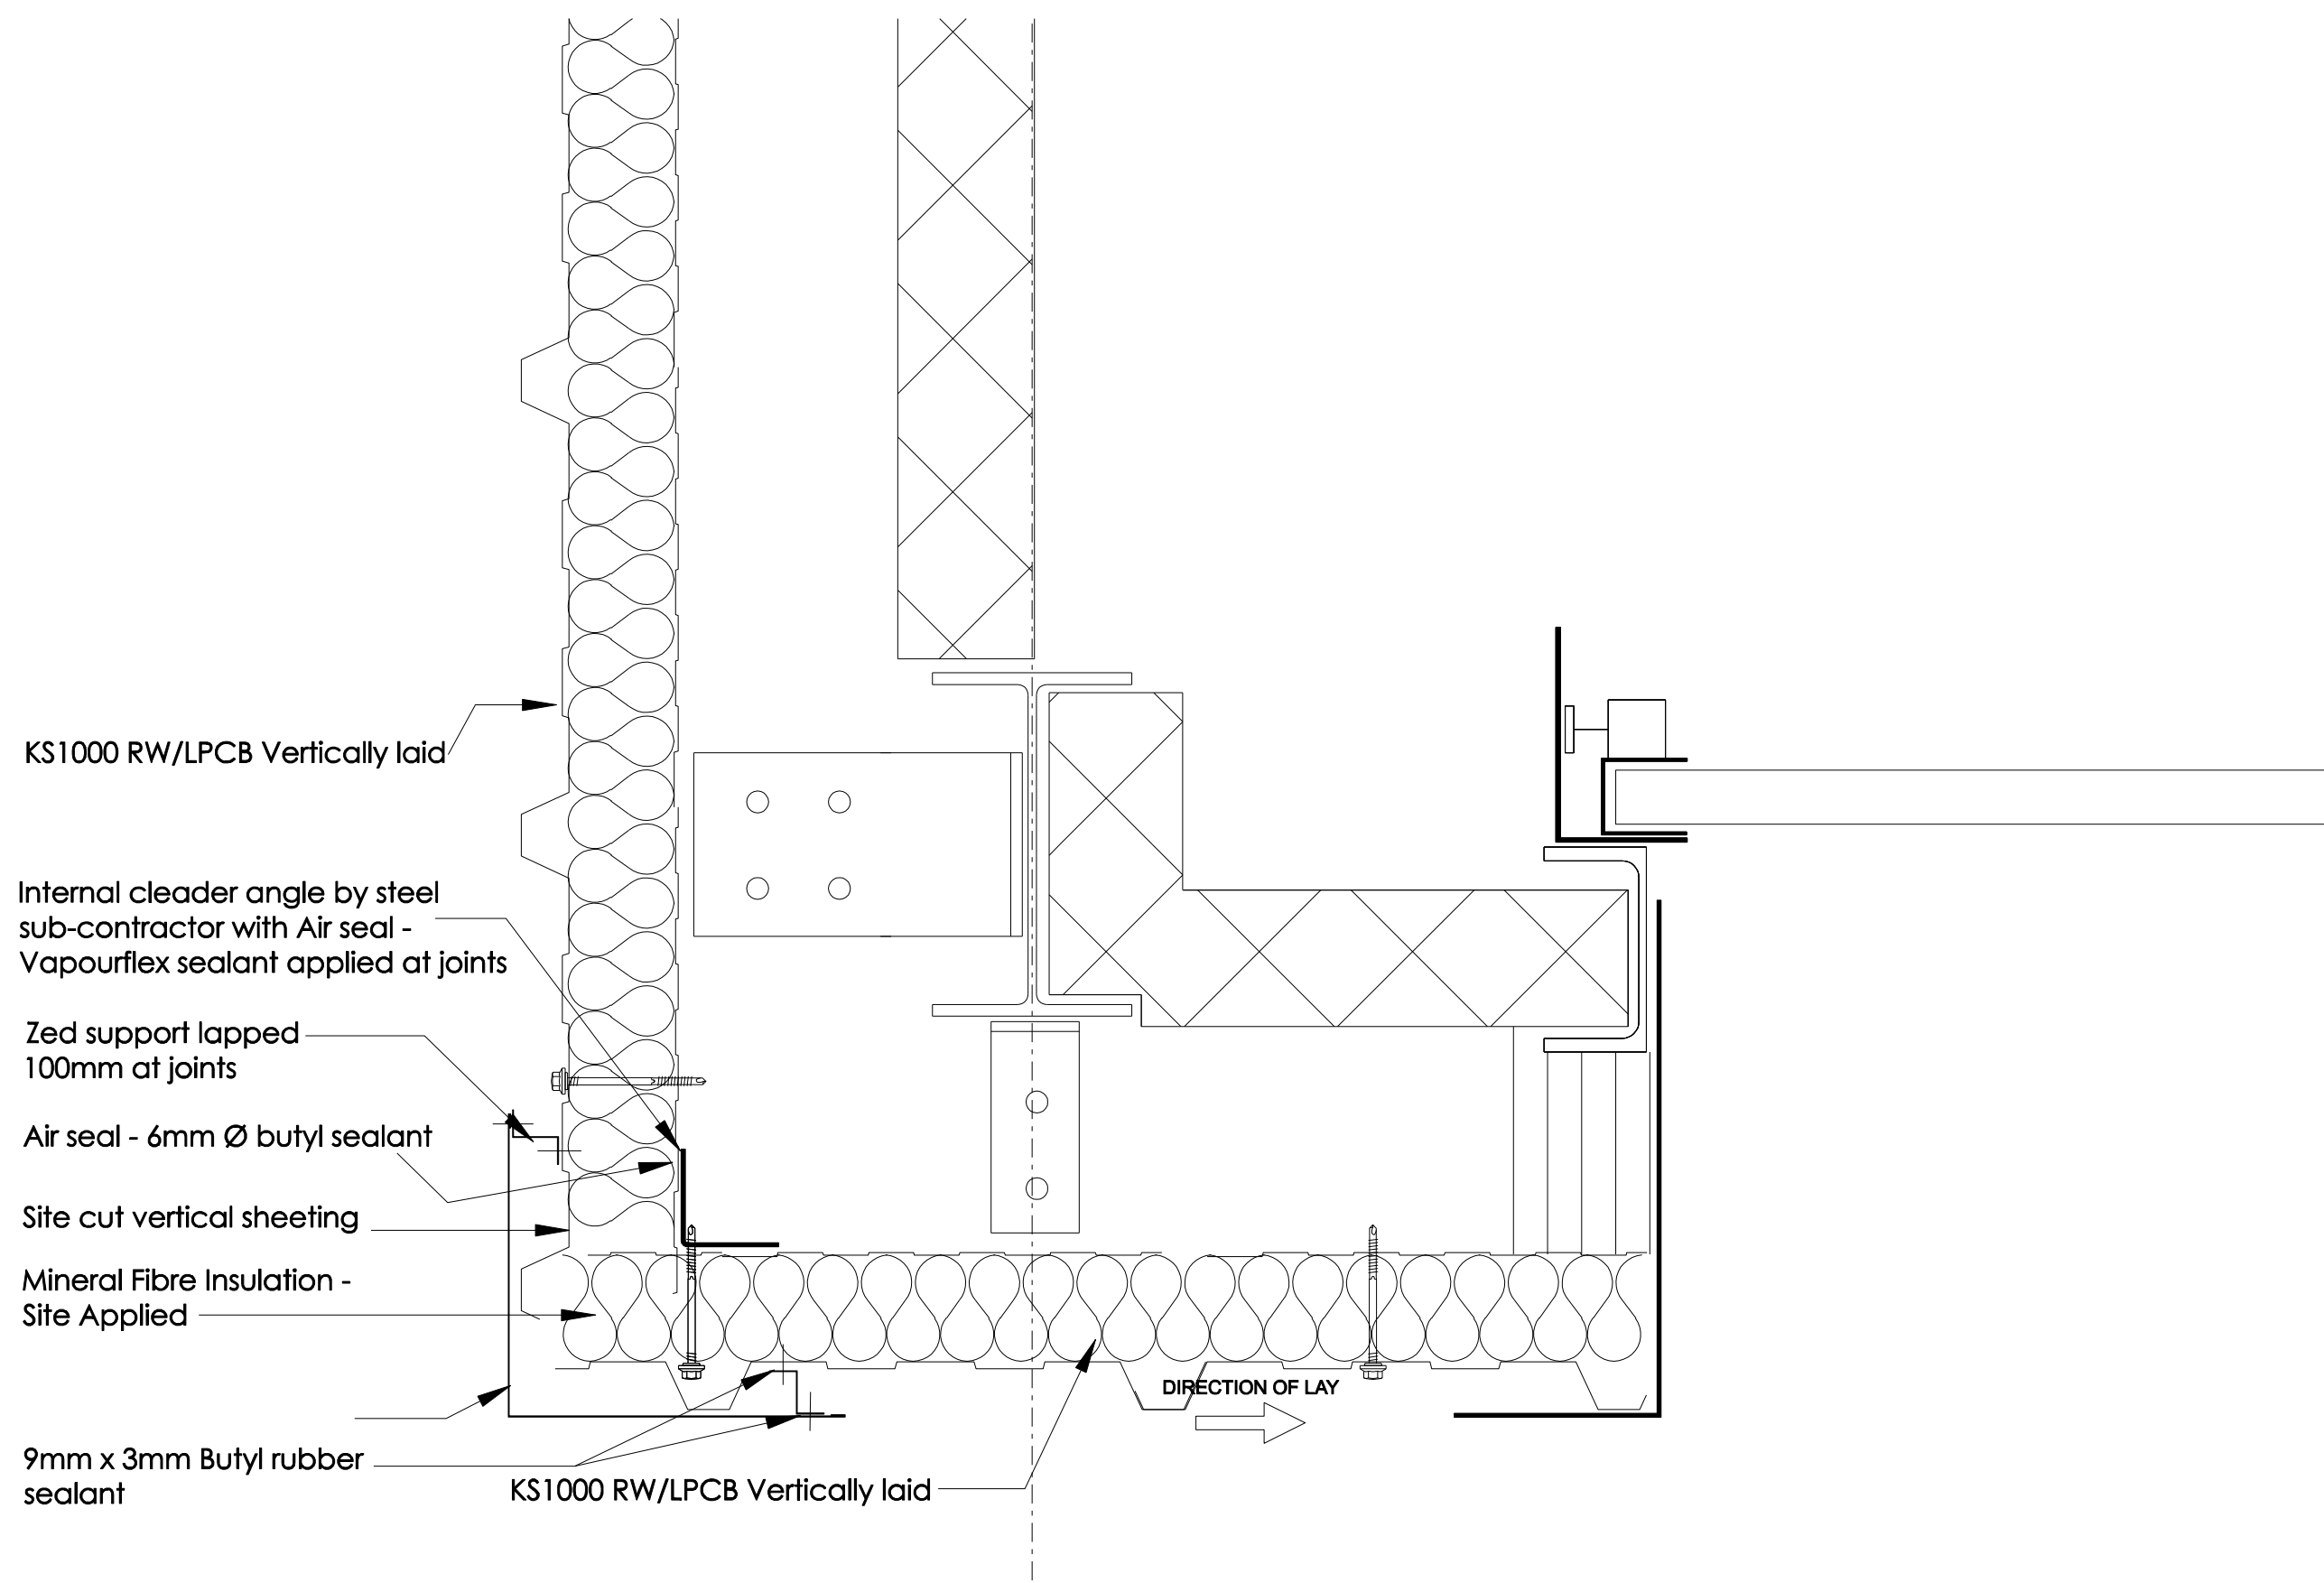 KS1000 RW/LPCB Vertically laid
Internal cleader angle by steel
sub-contractor with Air seal -
Vapourflex sealant applied at joints
Zed support lapped
100mm at joints
Air seal - 6mm Ø butyl sealant
Site cut vertical sheeting
Mineral Fibre Insulation -
Site Applied
DIRECTION OF LAY
9mm x 3mm Butyl rubber
sealant
KS1000 RW/LPCB Vertically laid